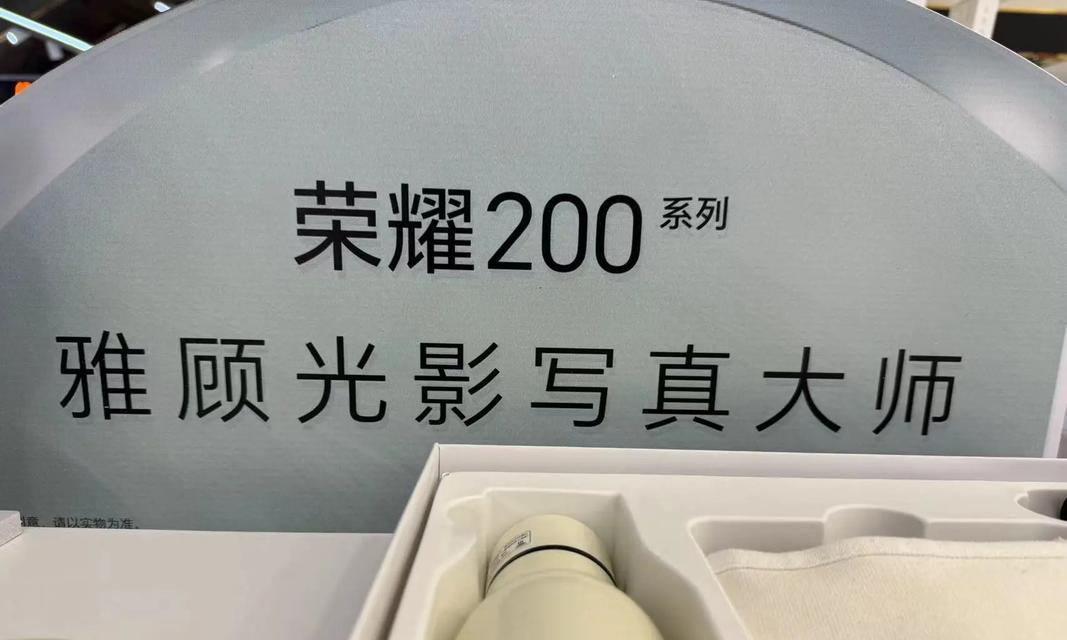 荣耀200系列
雅顾光影写真大师
请以实物为准。